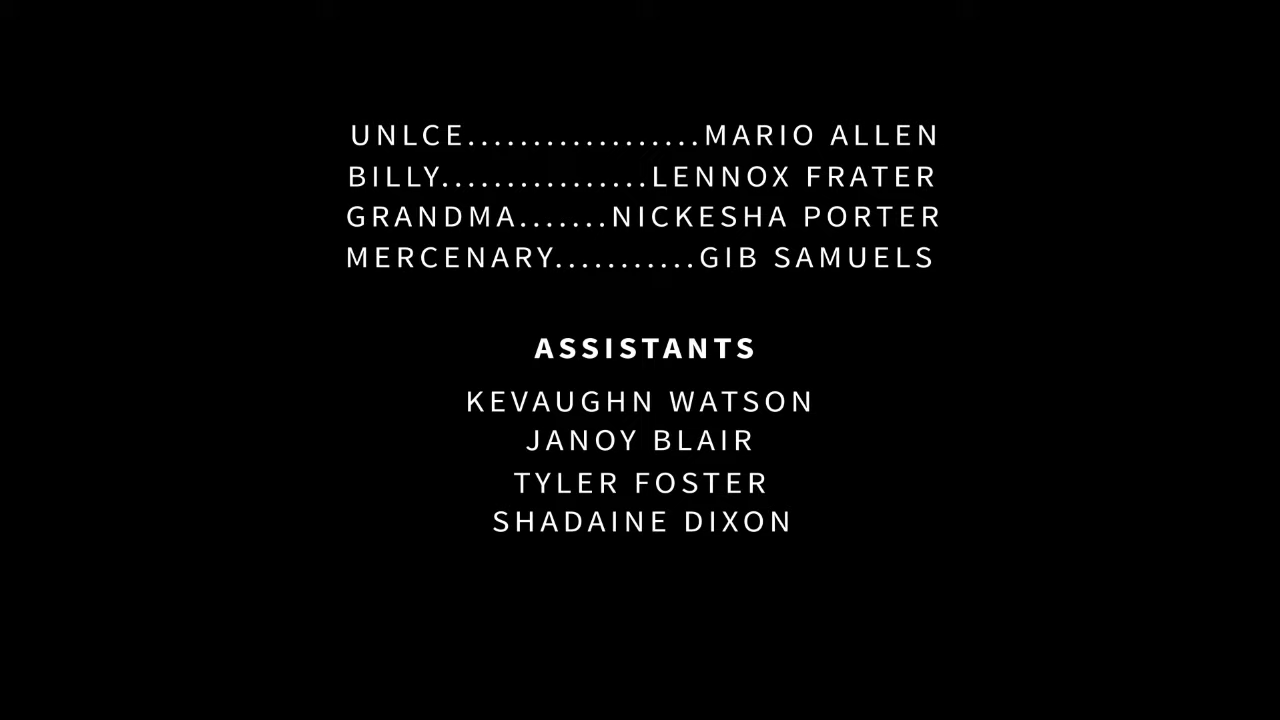 UNLCE..................MARIO ALLEN
BILLY................LENNOX FRATER
GRANDMA.......NICKESHA PORTER
MERCENARY...........GIB SAMUELS
ASSISTANTS
KEVAUGHN WATSON
JANOY BLAIR
TYLER FOSTER
SHADAINE DIXON